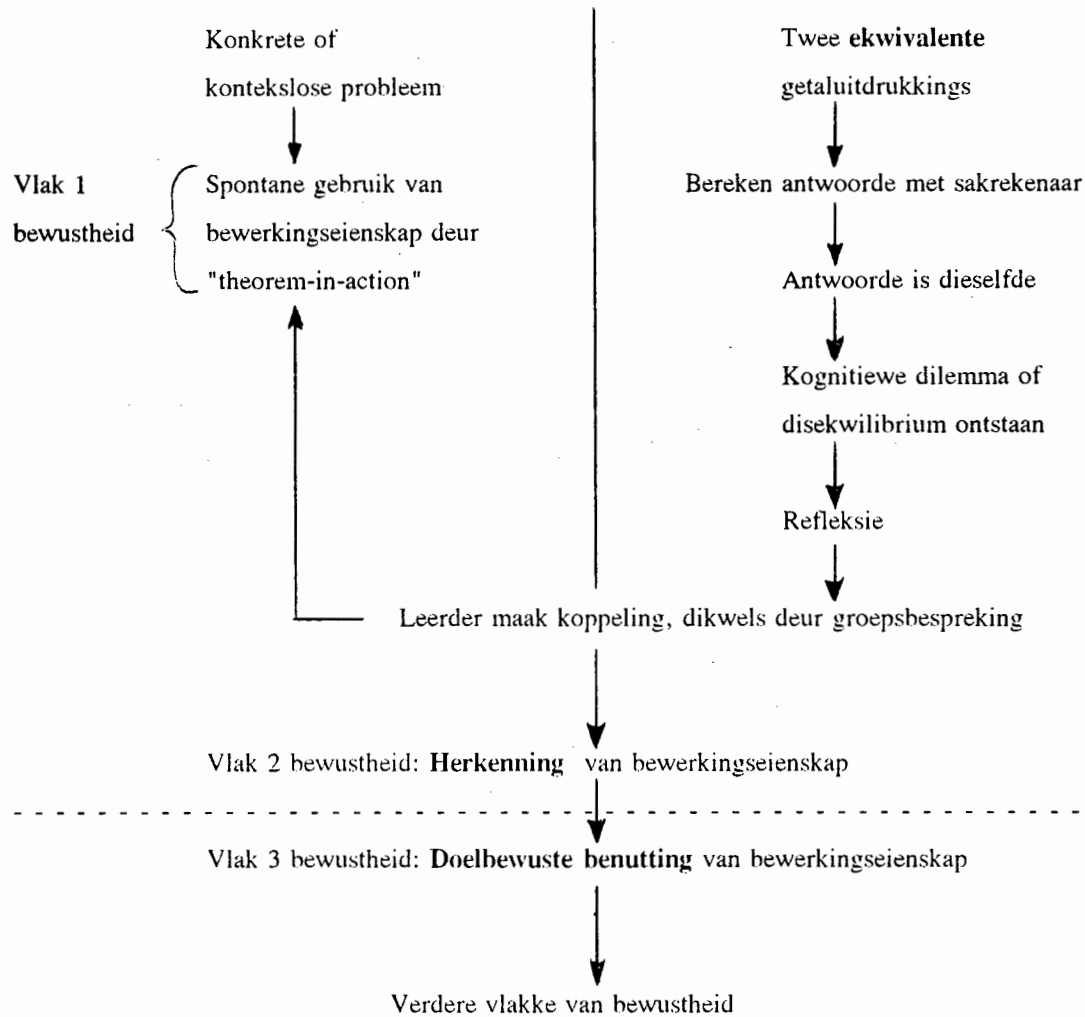 Konkrete of
kontekslose probleem
Vlak 1
bewustheid
Spontane gebruik van
bewerkingseienskap deur
"theorem-in-action"
Twee ekwivalente
getaluitdrukkings
Bereken antwoorde met sakrekenaar
Antwoorde is dieselfde
Kognitiewe dilemma of
disekwilibrium ontstaan
Refleksie
Leerder maak koppeling, dikwels deur groepsbespreking
Vlak 2 bewustheid: Herkenning van bewerkingseienskap
Vlak 3 bewustheid: Doelbewuste benutting van bewerkingseienskap
Verdere vlakke van bewustheid